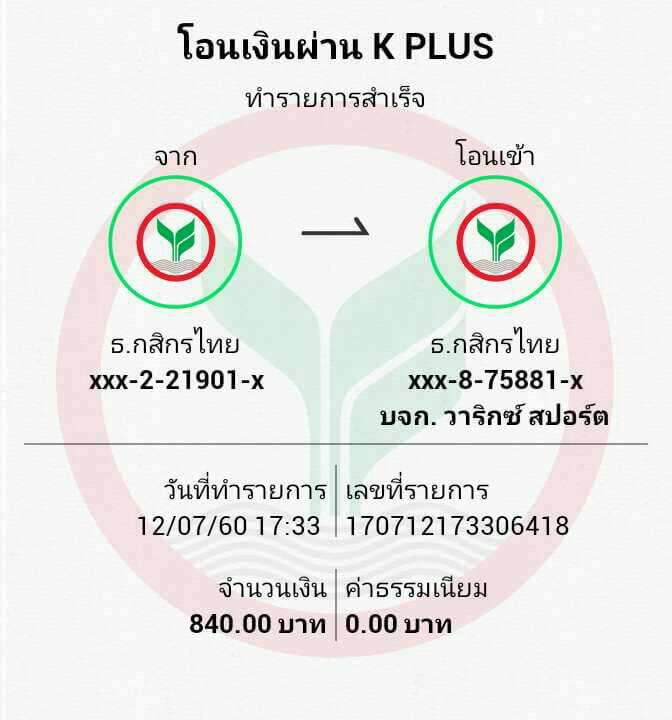 โอนเงินผ่าน K PLUS
ทำรายการสำเร็จ
จาก
โอนเข้า
ธ.กสิกรไทย
xxx-2-21901-x
ธ.กสิกรไทย
xxx-8-75881-x
บจก. วาริกซ์ สปอร์ต
วันที่ทำรายการ
12/07/60 17:33
เลขที่รายการ
170712173306418
จำนวนเงิน
840.00 บาท
ค่าธรรมเนียม
0.00 บาท